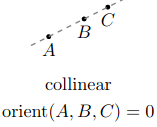 C
B
A
collinear
orient(A, B, C) = 0